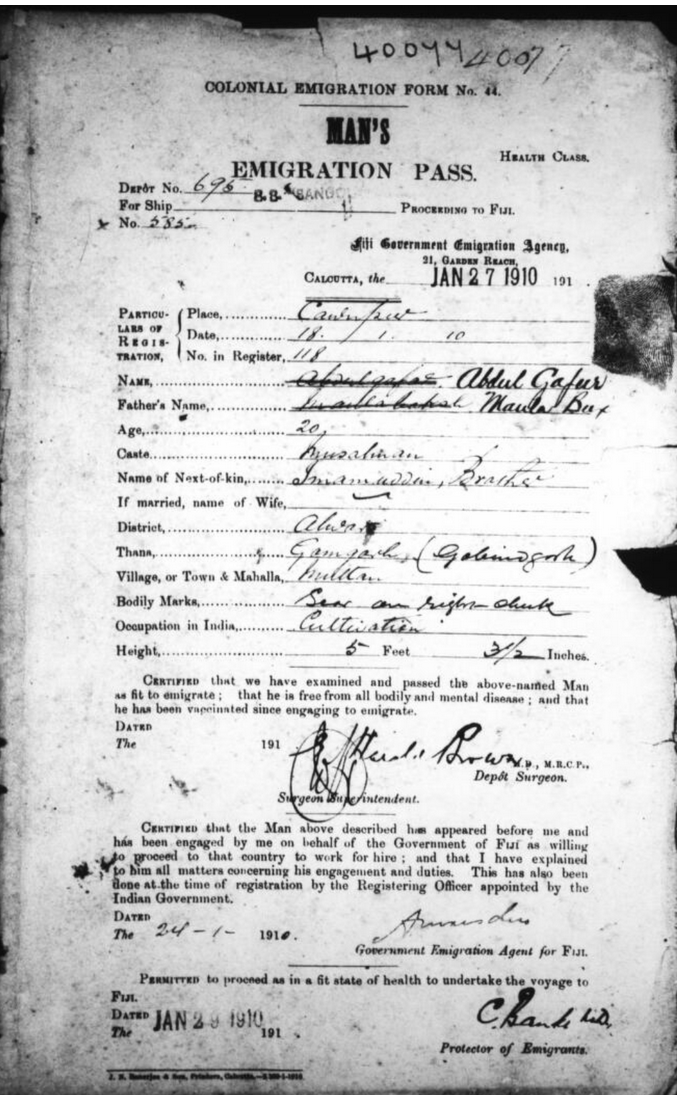 40077 4007
COLONIAL EMIGRATION FORM No. 44.
MAN'S
EMIGRATION PASS.
HEALTH CLASS.
DEPÔT No. 695
For Ship S.S. SANGOLA PROCEEDING TO FIJI.
No. 585
Fiji Government Emigration Agency,
21, GARDEN REACH,
CALCUTTA, the JAN 27 1910 191
PARTICULARS OF REGISTRATION,
Place, Cawnpur
Date, 18. 1. 10
No. in Register, 118
NAME, Abdulgafar Abdul Gafur
Father's Name, Maulabaksh Maula Bux
Age, 20
Caste Musalman
Name of Next-of-kin, Imamuddin, Brother
If married, name of Wife,
District, Alwar
Thana, (Gobindgarh)
Village, or Town & Mahalla,
Bodily Marks, Scar on right cheek
Occupation in India, Cultivation
Height, 5 Feet 3½ Inches.
CERTIFIED that we have examined and passed the above-named Man
as fit to emigrate; that he is free from all bodily and mental disease; and that
he has been vaccinated since engaging to emigrate.
DATED
The 191
Brown M.D., M.R.C.P.,
Depôt Surgeon.
Surgeon Superintendent.
CERTIFIED that the Man above described has appeared before me and
has been engaged by me on behalf of the Government of FIJI as willing
to proceed to that country to work for hire; and that I have explained
to him all matters concerning his engagement and duties. This has also been
done at the time of registration by the Registering Officer appointed by the
Indian Government.
DATED
The 24-1- 1910.
Government Emigration Agent for FIJI.
PERMITTED to proceed as in a fit state of health to undertake the voyage to
FIJI.
DATED JAN 29 1910
The 191 .
C. Banks
Protector of Emigrants.
J. N. Banerjee & Son, Printers, Calcutta.